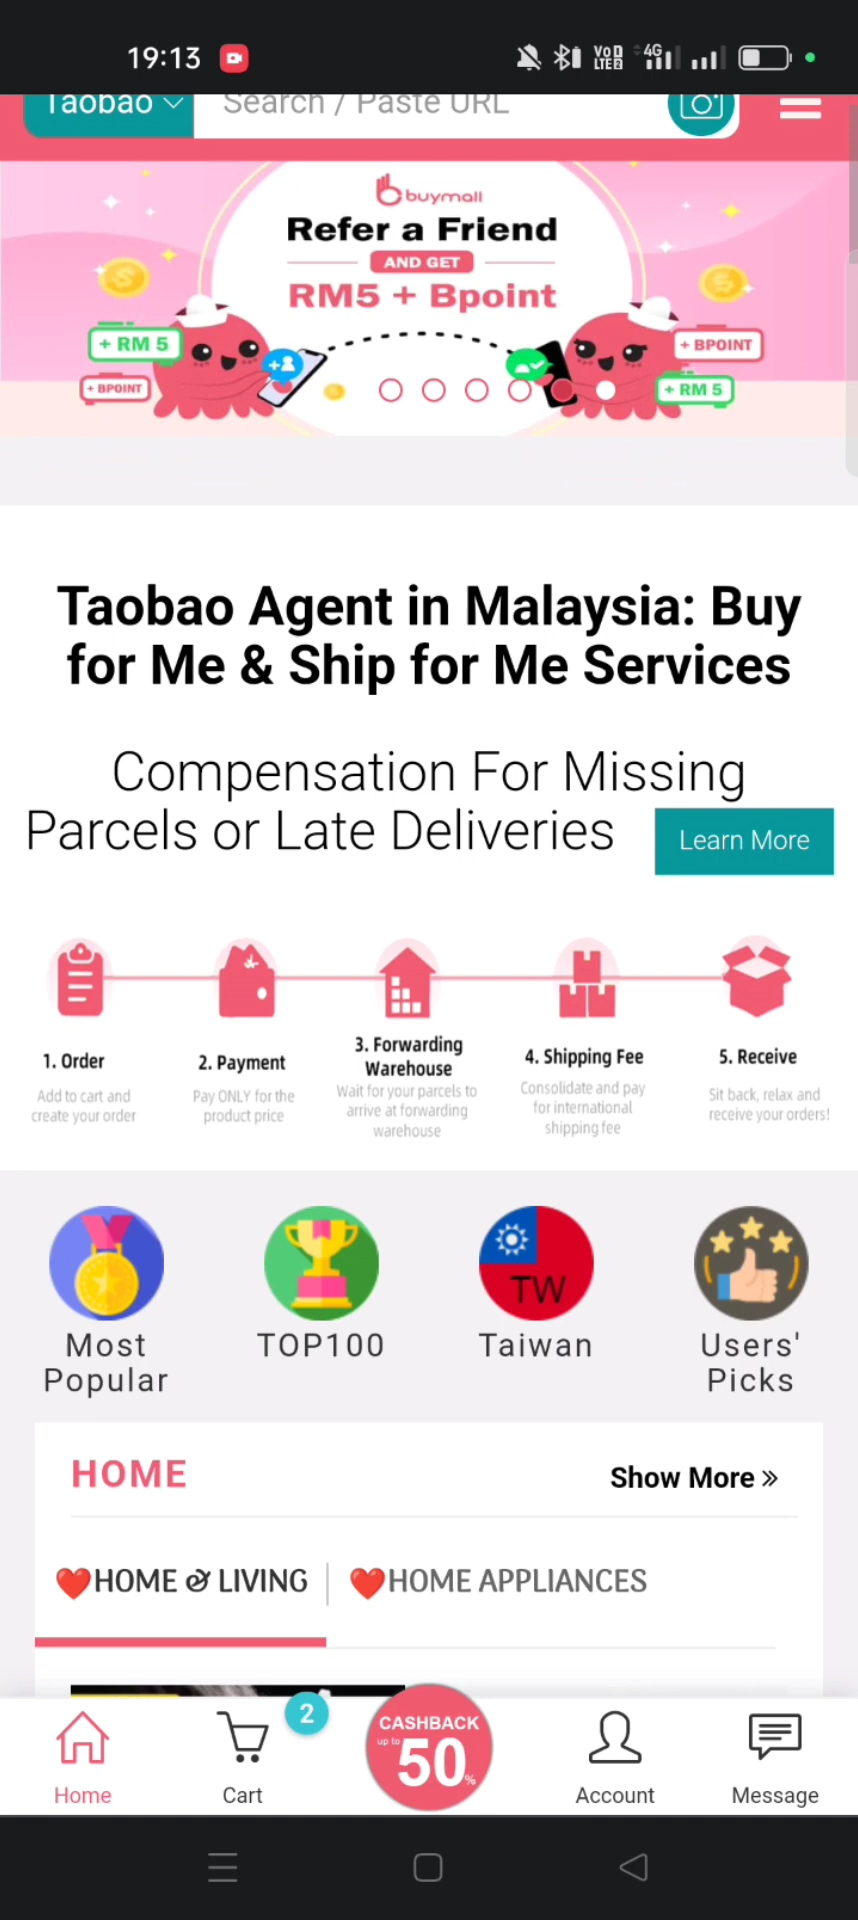 19:13
VoD LTE2
4G
Taobao
Search / Paste URL
buymall
Refer a Friend
AND GET
RM5 + Bpoint
+ RM 5
+ BPOINT
+ BPOINT
+ RM 5
Taobao Agent in Malaysia: Buy
for Me & Ship for Me Services
Compensation For Missing
Parcels or Late Deliveries
Learn More
1. Order
Add to cart and
create your order
2. Payment
Pay ONLY for the
product price
3. Forwarding
Warehouse
Wait for your parcels to
arrive at forwarding
warehouse
4. Shipping Fee
Consolidate and pay
for international
shipping fee
5. Receive
Sit back, relax and
receive your orders!
Most
Popular
TOP100
TW
Taiwan
Users'
Picks
HOME
Show More »
❤️HOME & LIVING
❤️HOME APPLIANCES
Home
2
Cart
CASHBACK
up to
50%
Account
Message